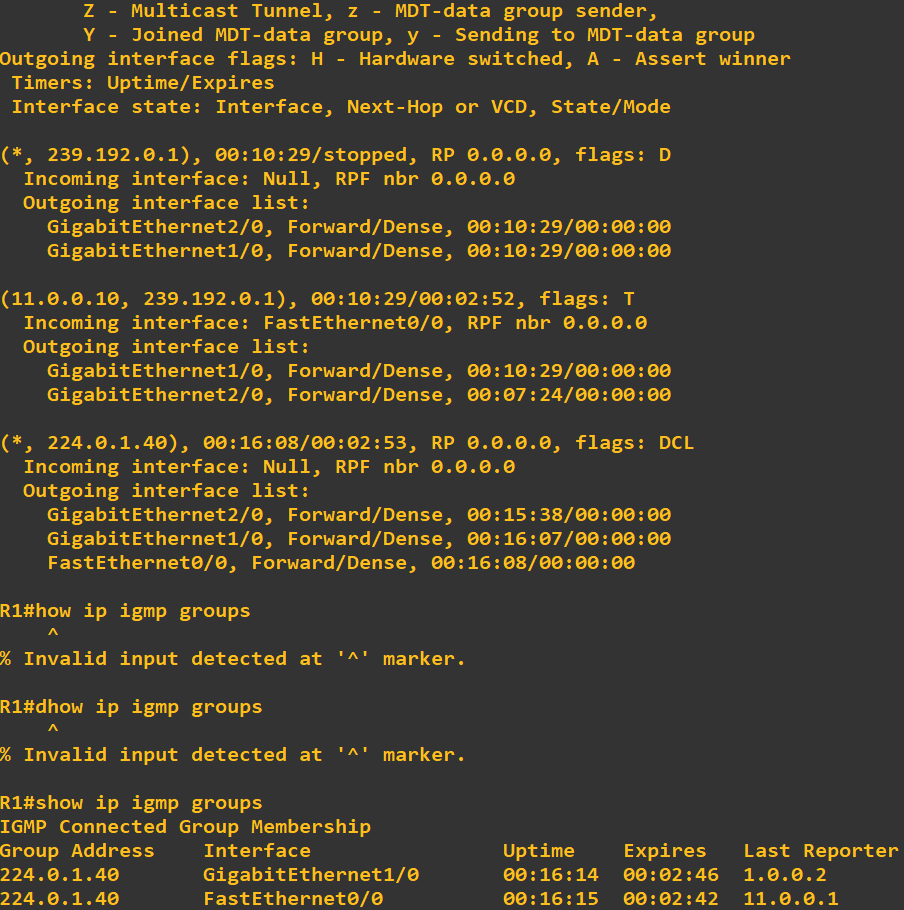 Z - Multicast Tunnel, z - MDT-data group sender,
Y - Joined MDT-data group, y - Sending to MDT-data group
Outgoing interface flags: H - Hardware switched, A - Assert winner
Timers: Uptime/Expires
Interface state: Interface, Next-Hop or VCD, State/Mode
(*, 239.192.0.1), 00:10:29/stopped, RP 0.0.0.0, flags: D
Incoming interface: Null, RPF nbr 0.0.0.0
Outgoing interface list:
GigabitEthernet2/0, Forward/Dense, 00:10:29/00:00:00
GigabitEthernet1/0, Forward/Dense, 00:10:29/00:00:00
(11.0.0.10, 239.192.0.1), 00:10:29/00:02:52, flags: T
Incoming interface: FastEthernet0/0, RPF nbr 0.0.0.0
Outgoing interface list:
GigabitEthernet1/0, Forward/Dense, 00:10:29/00:00:00
GigabitEthernet2/0, Forward/Dense, 00:07:24/00:00:00
(*, 224.0.1.40), 00:16:08/00:02:53, RP 0.0.0.0, flags: DCL
Incoming interface: Null, RPF nbr 0.0.0.0
Outgoing interface list:
GigabitEthernet2/0, Forward/Dense, 00:15:38/00:00:00
GigabitEthernet1/0, Forward/Dense, 00:16:07/00:00:00
FastEthernet0/0, Forward/Dense, 00:16:08/00:00:00
R1#how ip igmp groups
^
% Invalid input detected at '^' marker.
R1#dhow ip igmp groups
^
% Invalid input detected at '^' marker.
R1#show ip igmp groups
IGMP Connected Group Membership
Group Address Interface Uptime Expires Last Reporter
224.0.1.40 GigabitEthernet1/0 00:16:14 00:02:46 1.0.0.2
224.0.1.40 FastEthernet0/0 00:16:15 00:02:42 11.0.0.1